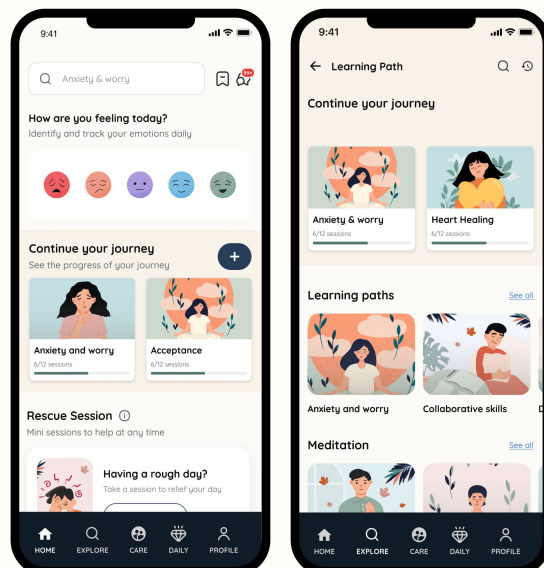 9:41
Anxiety & worry
99+
How are you feeling today?
Identify and track your emotions daily
Continue your journey
See the progress of your journey
+
Anxiety and worry
6/12 sessions
Acceptance
6/12 sessions
Rescue Session
Mini sessions to help at any time
Having a rough day?
Take a session to relief your day
HOME
EXPLORE
CARE
DAILY
PROFILE
9:41
Learning Path
Continue your journey
Anxiety & worry
6/12 sessions
Heart Healing
6/12 sessions
Learning paths
See all
Anxiety and worry
Collaborative skills
Meditation
See all
HOME
EXPLORE
CARE
DAILY
PROFILE